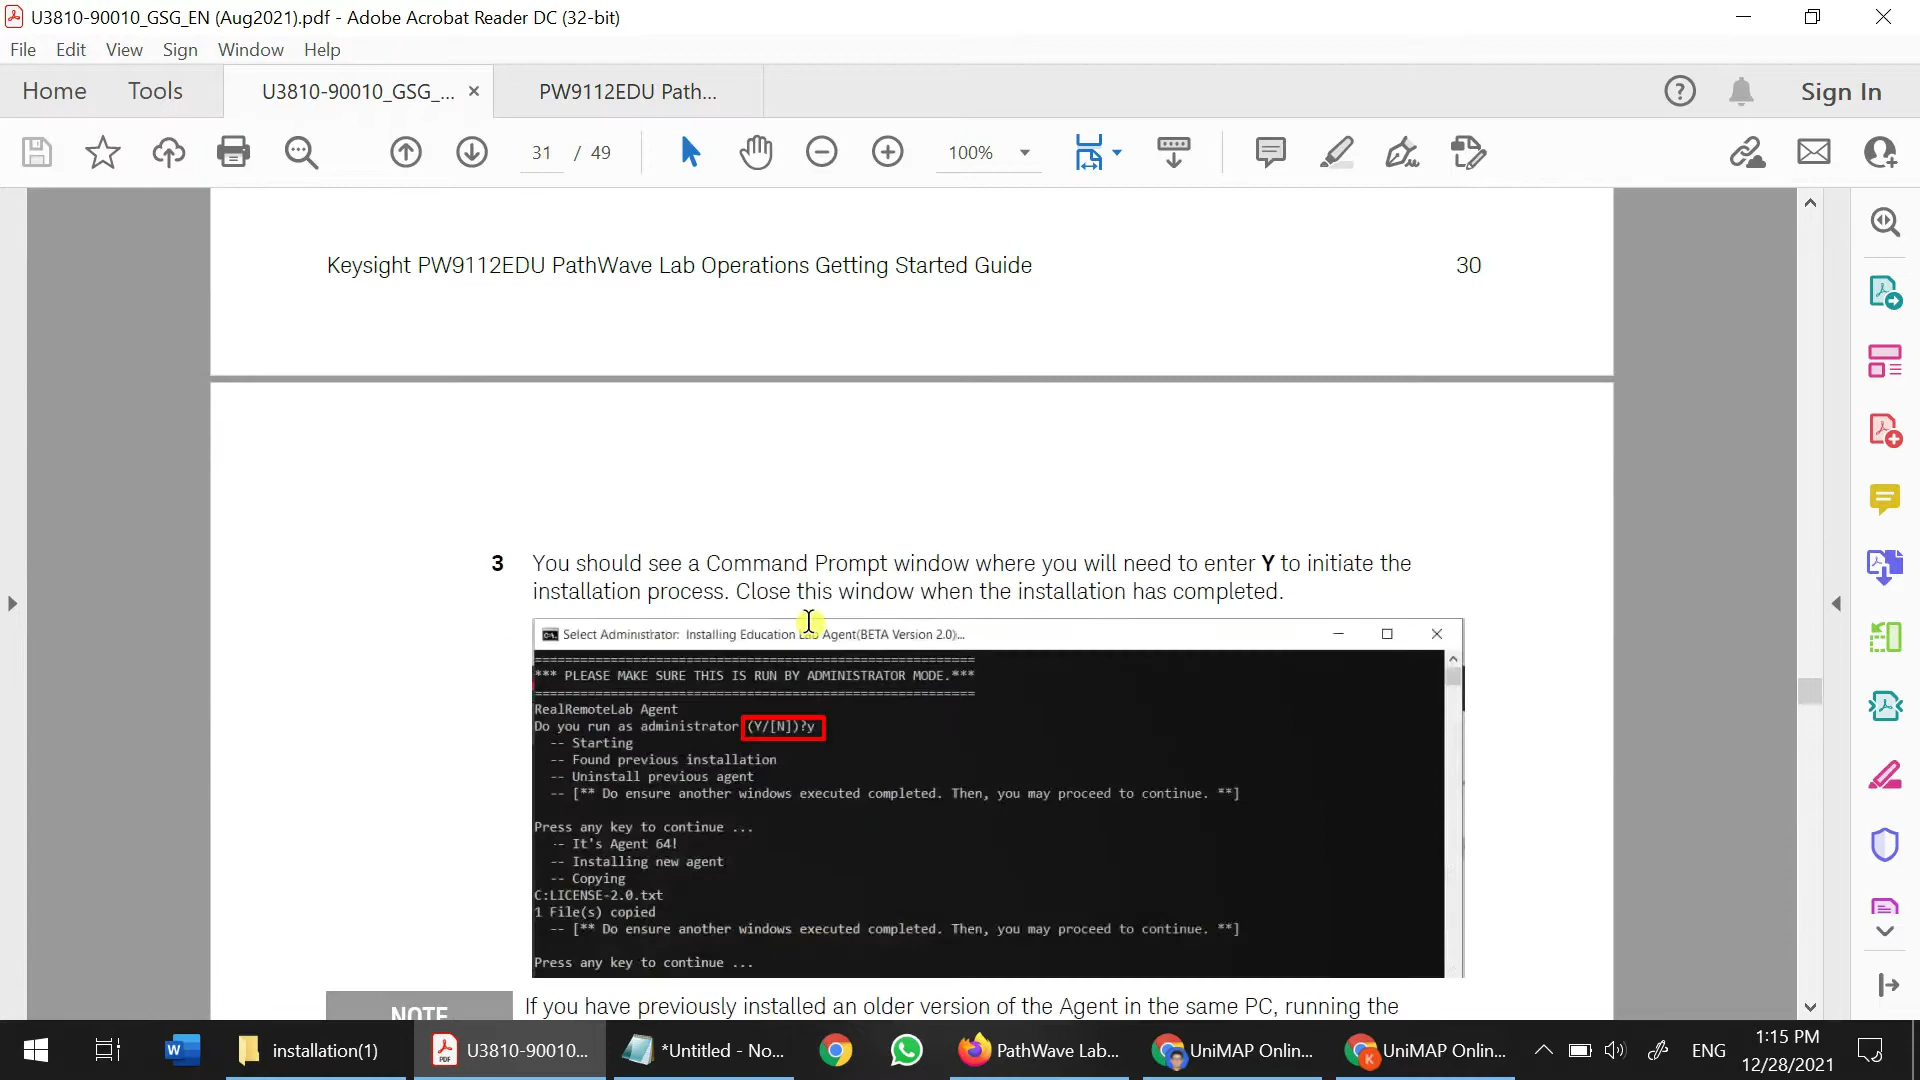 U3810-90010_GSG_EN (Aug2021).pdf - Adobe Acrobat Reader DC (32-bit)
File Edit View Sign Window Help
Home Tools U3810-90010_GSG_... × PW9112EDU Path... Sign In
31 / 49 100%
Keysight PW9112EDU PathWave Lab Operations Getting Started Guide 30
3 You should see a Command Prompt window where you will need to enter Y to initiate the
installation process. Close this window when the installation has completed.
Select Administrator: Installing Education Lab Agent(BETA Version 2.0)...
=========================================================
*** PLEASE MAKE SURE THIS IS RUN BY ADMINISTRATOR MODE.***
=========================================================
RealRemoteLab Agent
Do you run as administrator (Y/[N])?y
-- Starting
-- Found previous installation
-- Uninstall previous agent
-- [** Do ensure another windows executed completed. Then, you may proceed to continue. **]
Press any key to continue ...
-- It's Agent 64!
-- Installing new agent
-- Copying
C:LICENSE-2.0.txt
1 File(s) copied
-- [** Do ensure another windows executed completed. Then, you may proceed to continue. **]
Press any key to continue ...
NOTE If you have previously installed an older version of the Agent in the same PC, running the
installation(1) U3810-90010... *Untitled - No... PathWave Lab... UniMAP Onlin... UniMAP Onlin... ENG 1:15 PM
12/28/2021